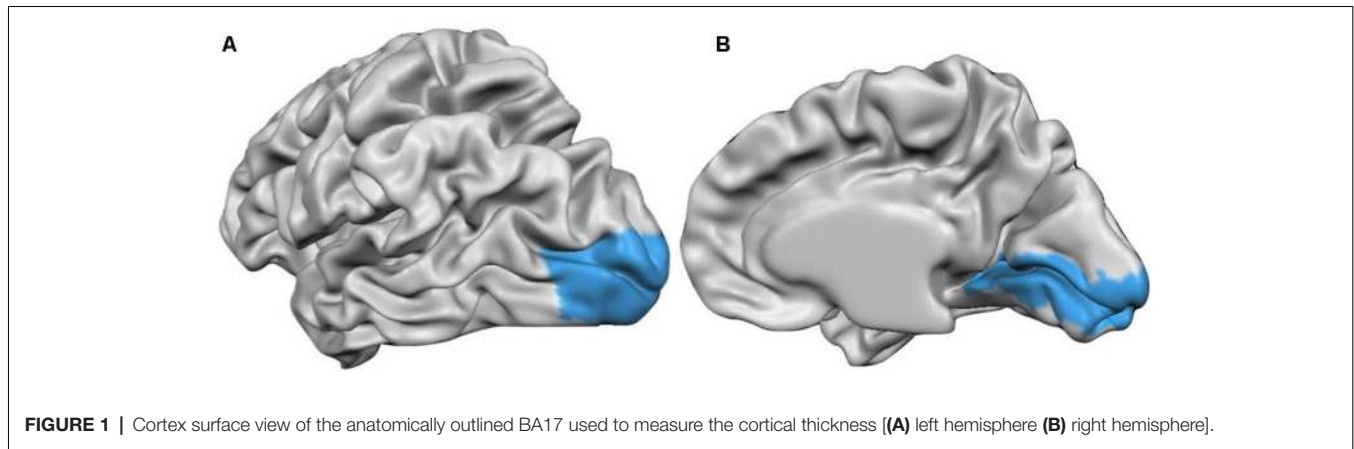 A B
FIGURE 1 | Cortex surface view of the anatomically outlined BA17 used to measure the cortical thickness [(A) left hemisphere (B) right hemisphere].